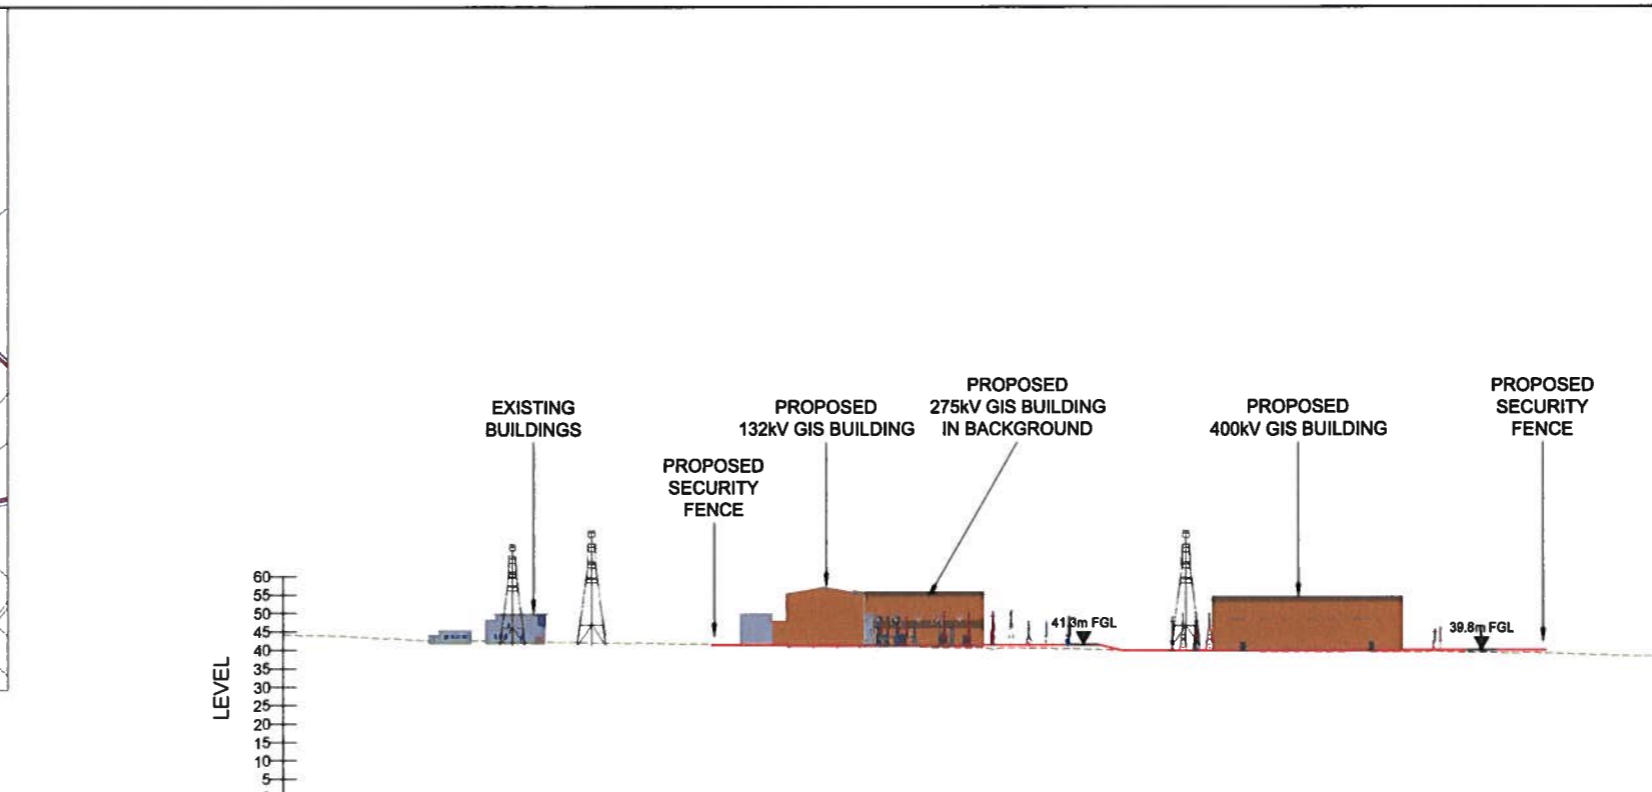 EXISTING
BUILDINGS
PROPOSED
SECURITY
FENCE
PROPOSED
132kV GIS BUILDING
PROPOSED
275kV GIS BUILDING
IN BACKGROUND
PROPOSED
400kV GIS BUILDING
PROPOSED
SECURITY
FENCE
41.3m FGL
39.8m FGL
LEVEL
60
55
50
45
40
35
30
25
20
15
10
5